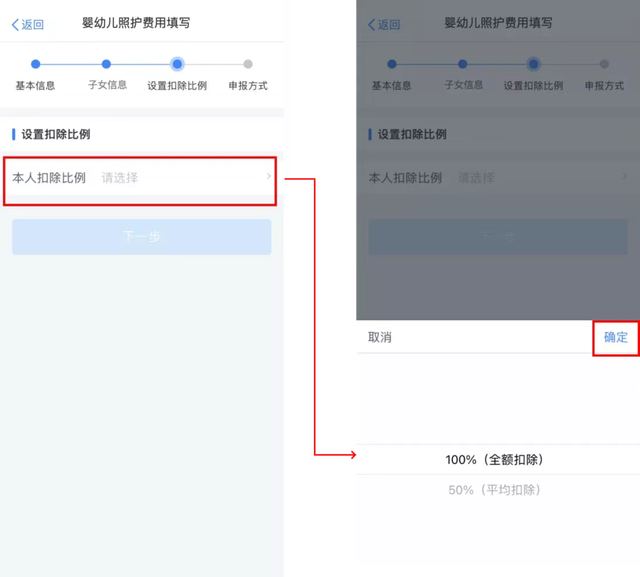 返回
婴幼儿照护费用填写
基本信息 子女信息 设置扣除比例 申报方式
设置扣除比例
本人扣除比例 请选择
下一步
返回
婴幼儿照护费用填写
基本信息 子女信息 设置扣除比例 申报方式
设置扣除比例
本人扣除比例 请选择
下一步
取消 确定
100%（全额扣除）
50%（平均扣除）